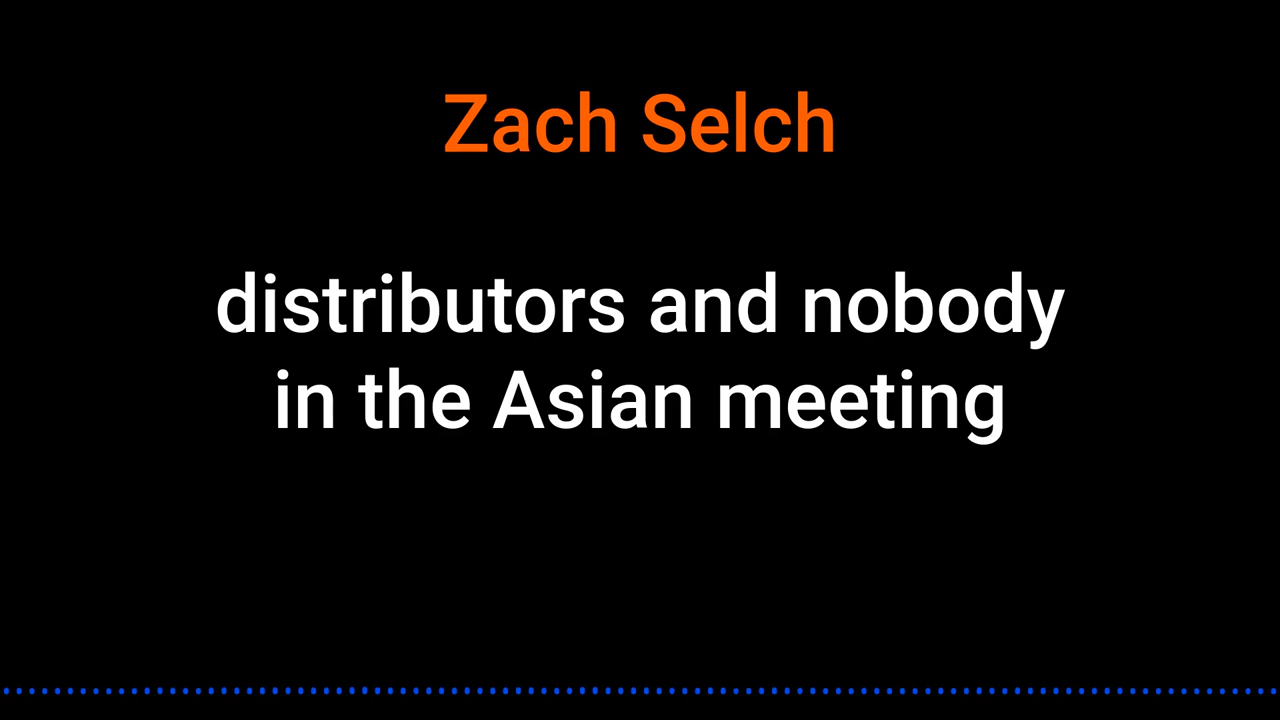 Zach Selch
distributors and nobody
in the Asian meeting